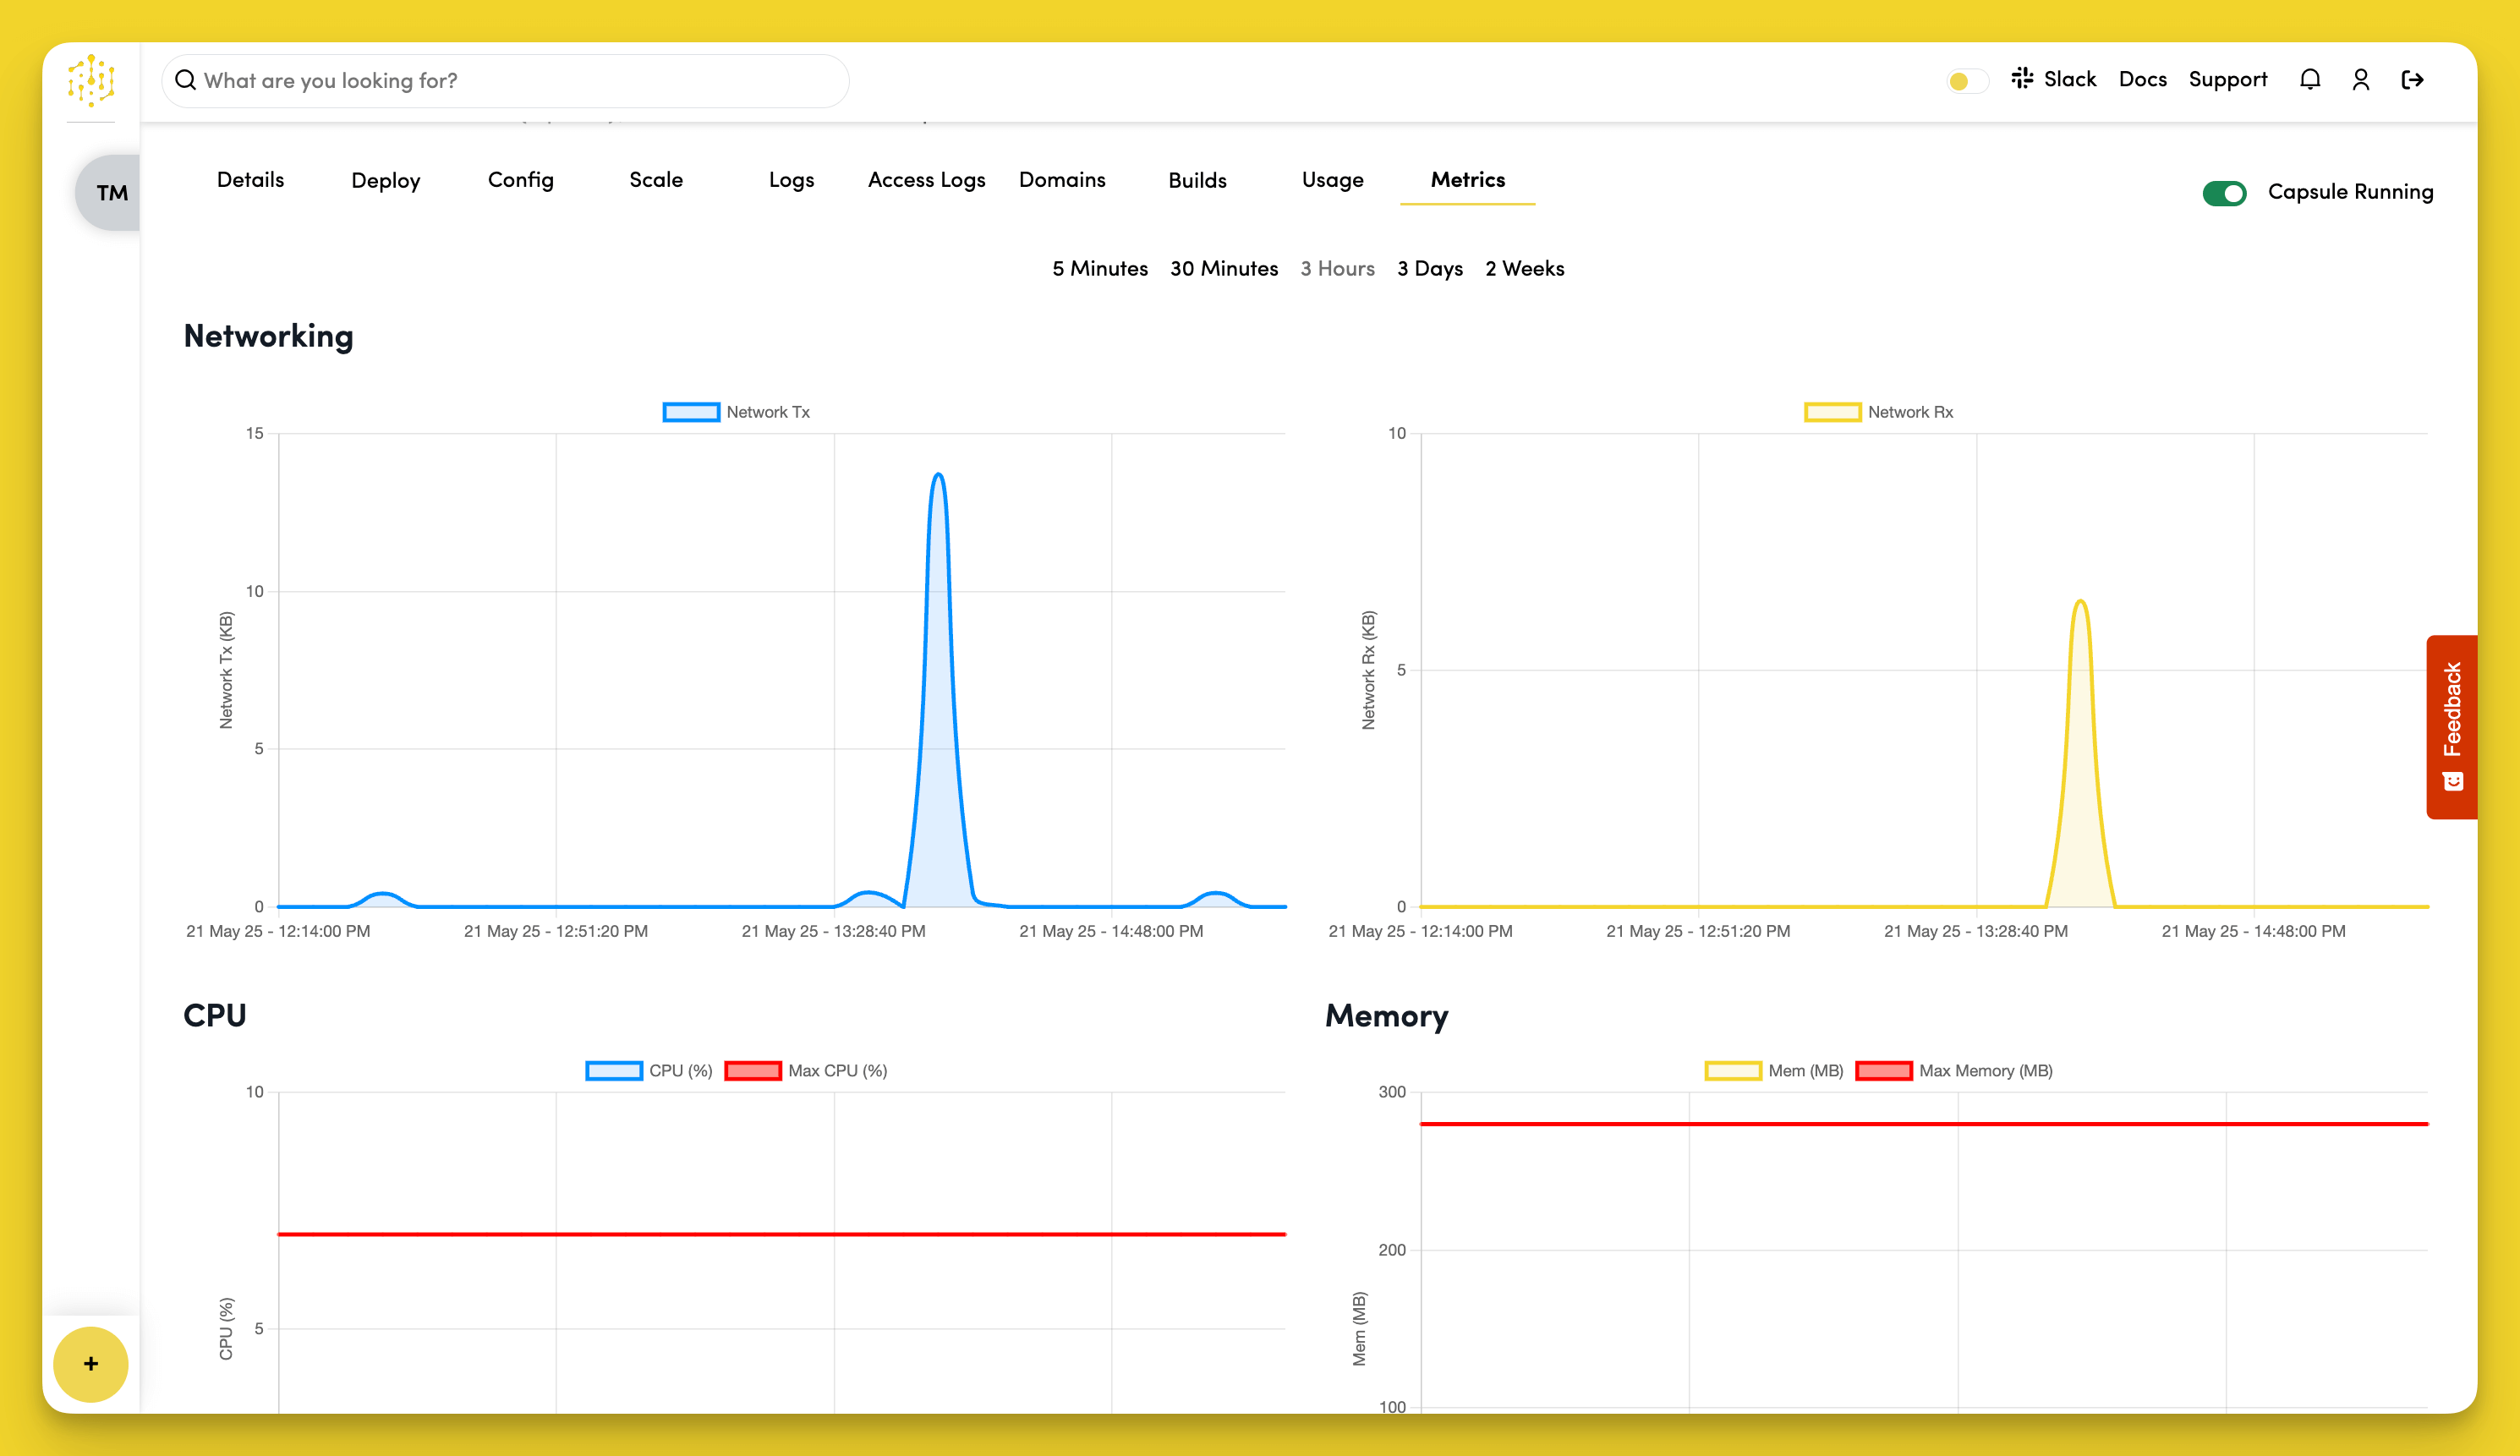 What are you looking for?
Slack Docs Support
TM
Details Deploy Config Scale Logs Access Logs Domains Builds Usage Metrics
Capsule Running
5 Minutes 30 Minutes 3 Hours 3 Days 2 Weeks
Networking
Network Tx
15
10
5
0
Network Tx (KB)
21 May 25 - 12:14:00 PM 21 May 25 - 12:51:20 PM 21 May 25 - 13:28:40 PM 21 May 25 - 14:48:00 PM
Network Rx
10
5
0
Network Rx (KB)
21 May 25 - 12:14:00 PM 21 May 25 - 12:51:20 PM 21 May 25 - 13:28:40 PM 21 May 25 - 14:48:00 PM
Feedback
CPU
CPU (%) Max CPU (%)
10
5
CPU (%)
Memory
Mem (MB) Max Memory (MB)
300
200
100
Mem (MB)
+